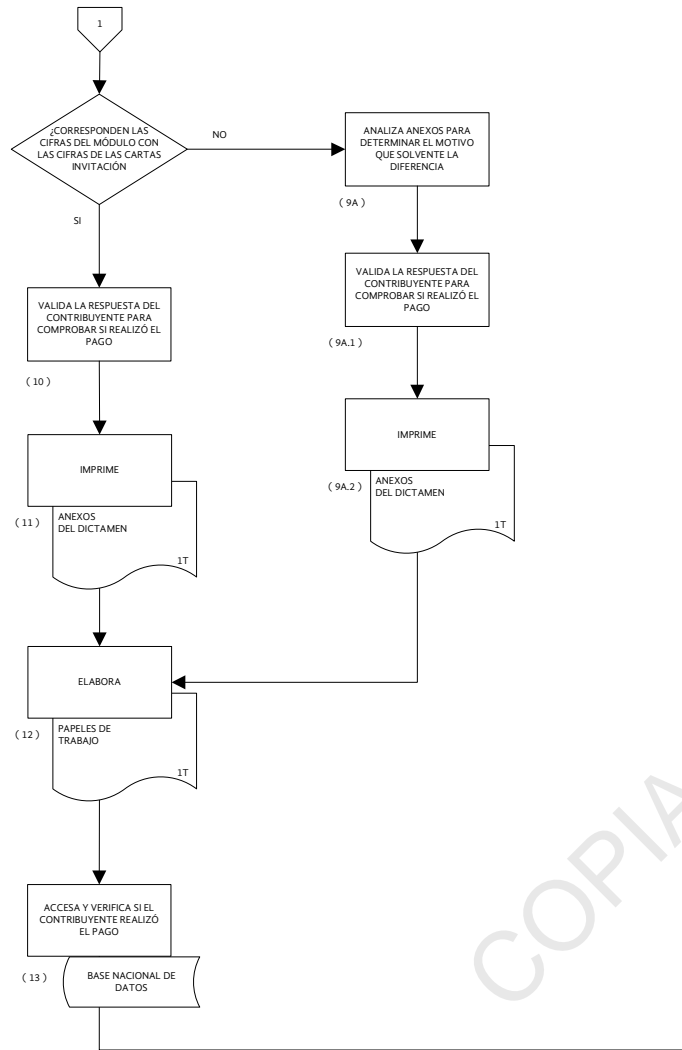 1
¿CORRESPONDEN LAS
CIFRAS DEL MÓDULO CON
LAS CIFRAS DE LAS CARTAS
INVITACIÓN
NO
SI
ANALIZA ANEXOS PARA
DETERMINAR EL MOTIVO
QUE SOLVENTE LA
DIFERENCIA
( 9A )
VALIDA LA RESPUESTA DEL
CONTRIBUYENTE PARA
COMPROBAR SI REALIZÓ EL
PAGO
( 9A.1 )
VALIDA LA RESPUESTA DEL
CONTRIBUYENTE PARA
COMPROBAR SI REALIZÓ EL
PAGO
( 10 )
IMPRIME
( 9A.2 )
ANEXOS
DEL DICTAMEN
1T
IMPRIME
( 11 )
ANEXOS
DEL DICTAMEN
1T
ELABORA
( 12 )
PAPELES DE
TRABAJO
1T
ACCESA Y VERIFICA SI EL
CONTRIBUYENTE REALIZÓ
EL PAGO
( 13 )
BASE NACIONAL DE
DATOS
COPIA